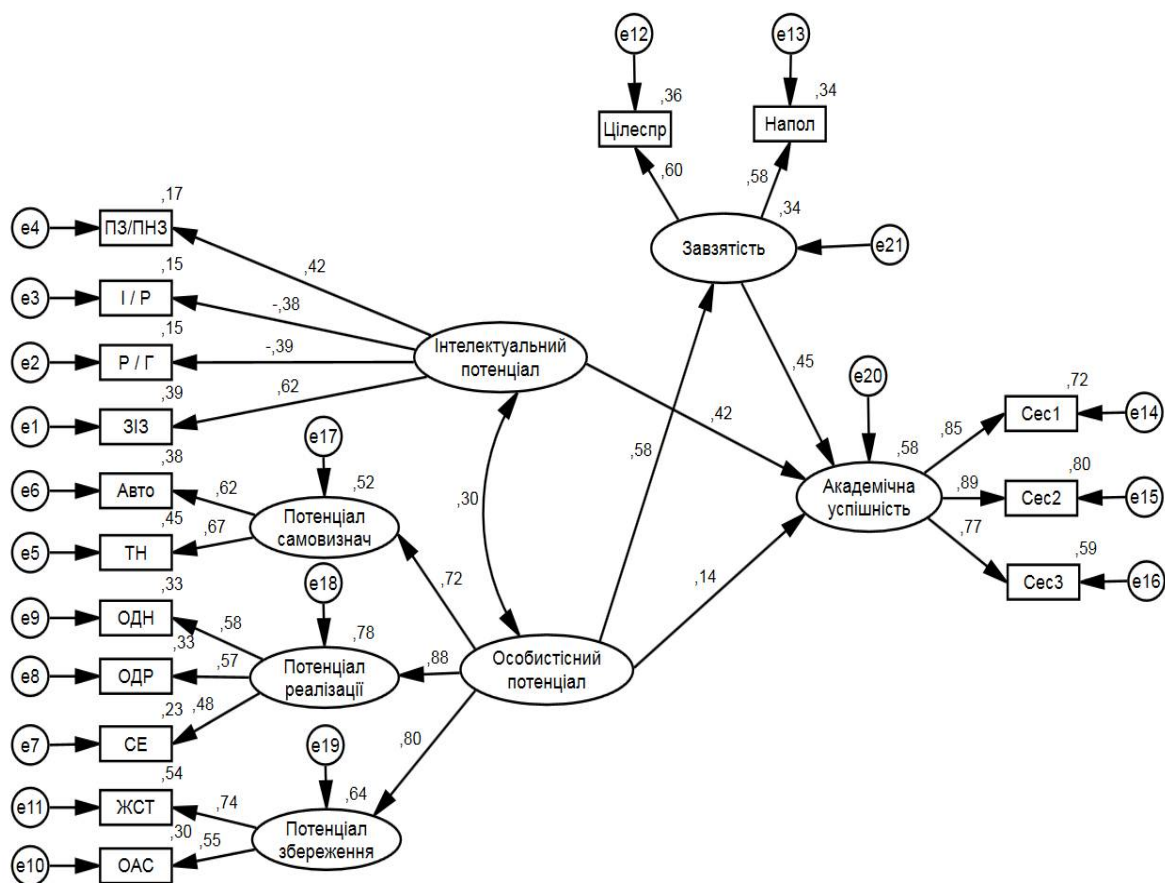 e12
e13
,36
,34
Цілеспр
Напол
,60
,58
,17
,34
e4
ПЗ/ПНЗ
Завзятість
e21
,42
,15
e3
І / Р
-,38
,15
e2
Р / Г
-,39
Інтелектуальний
потенціал
,45
e20
,39
,62
,72
e1
ЗІЗ
,42
,85
Сес1
e14
e17
,58
,38
,58
,80
e6
Авто
,62
,52
,30
Академічна
успішність
,89
Сес2
e15
,45
Потенціал
самовизнач
,67
,77
e5
ТН
,59
e18
,72
,14
Сес3
e16
,33
e9
ОДН
,58
,78
,33
Особистісний
потенціал
e8
ОДР
,57
Потенціал
реалізації
,88
,23
,48
e7
СЕ
e19
,80
,54
e11
ЖСТ
,74
,64
,30
,55
Потенціал
збереження
e10
ОАС